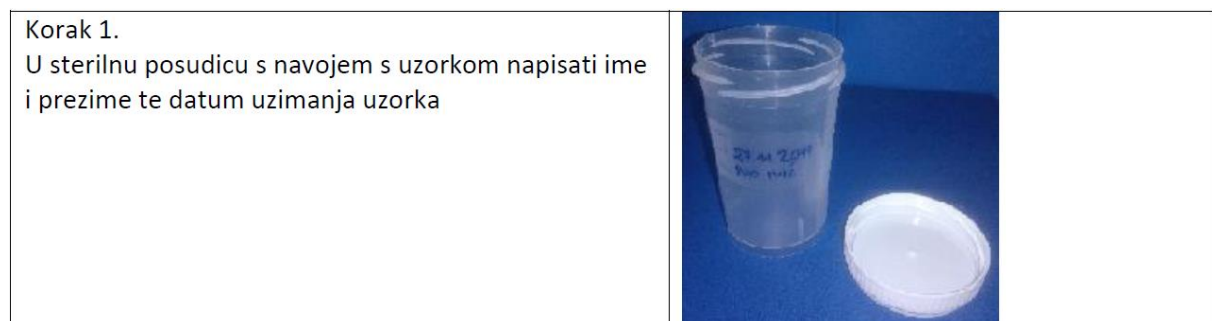 Korak 1.
U sterilnu posudicu s navojem s uzorkom napisati ime
i prezime te datum uzimanja uzorka